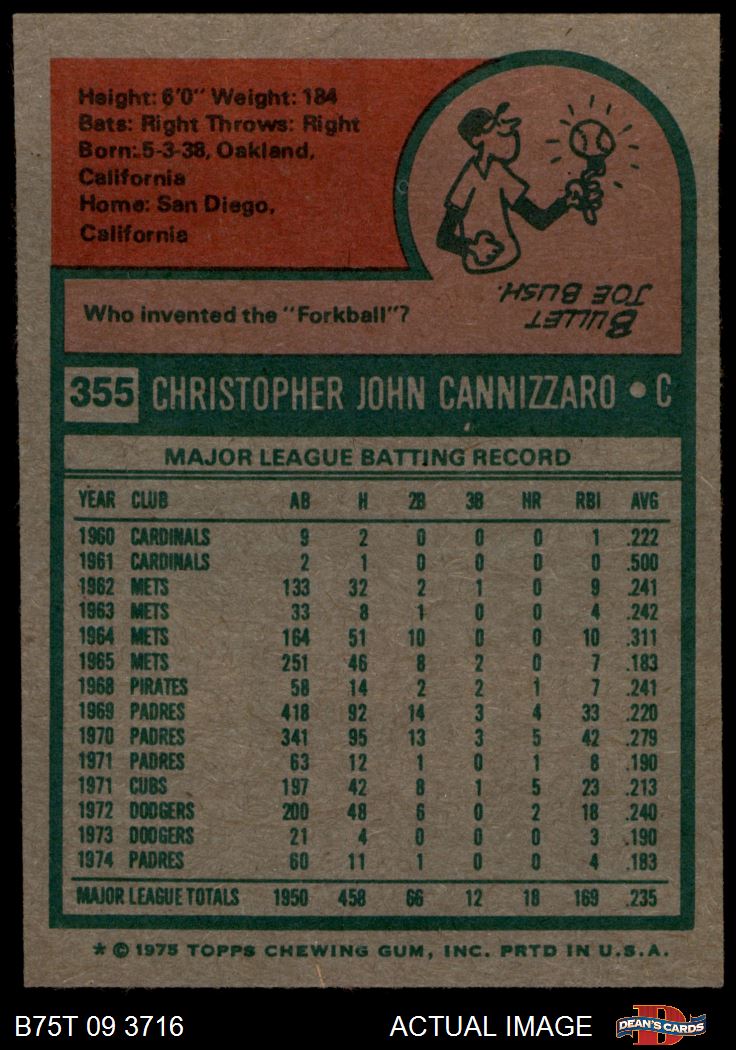 Height: 6'0" Weight: 184
Bats: Right Throws: Right
Born: 5-3-38, Oakland,
California
Home: San Diego,
California
Who invented the "Forkball"?
BULLET
JOE BUSH.
355 CHRISTOPHER JOHN CANNIZZARO • C
MAJOR LEAGUE BATTING RECORD
YEAR CLUB AB H 2B 3B HR RBI AVG
1960 CARDINALS 9 2 0 0 0 1 .222
1961 CARDINALS 2 1 0 0 0 0 .500
1962 METS 133 32 2 1 0 9 .241
1963 METS 33 8 1 0 0 4 .242
1964 METS 164 51 10 0 0 10 .311
1965 METS 251 46 8 2 0 7 .183
1968 PIRATES 58 14 2 2 1 7 .241
1969 PADRES 418 92 14 3 4 33 .220
1970 PADRES 341 95 13 3 5 42 .279
1971 PADRES 63 12 1 0 1 8 .190
1971 CUBS 197 42 8 1 5 23 .213
1972 DODGERS 200 48 6 0 2 18 .240
1973 DODGERS 21 4 0 0 0 3 .190
1974 PADRES 60 11 1 0 0 4 .183
MAJOR LEAGUE TOTALS 1950 458 66 12 18 169 .235
* © 1975 TOPPS CHEWING GUM, INC. PRTD IN U.S.A.
B75T 09 3716 ACTUAL IMAGE DEAN'S CARDS